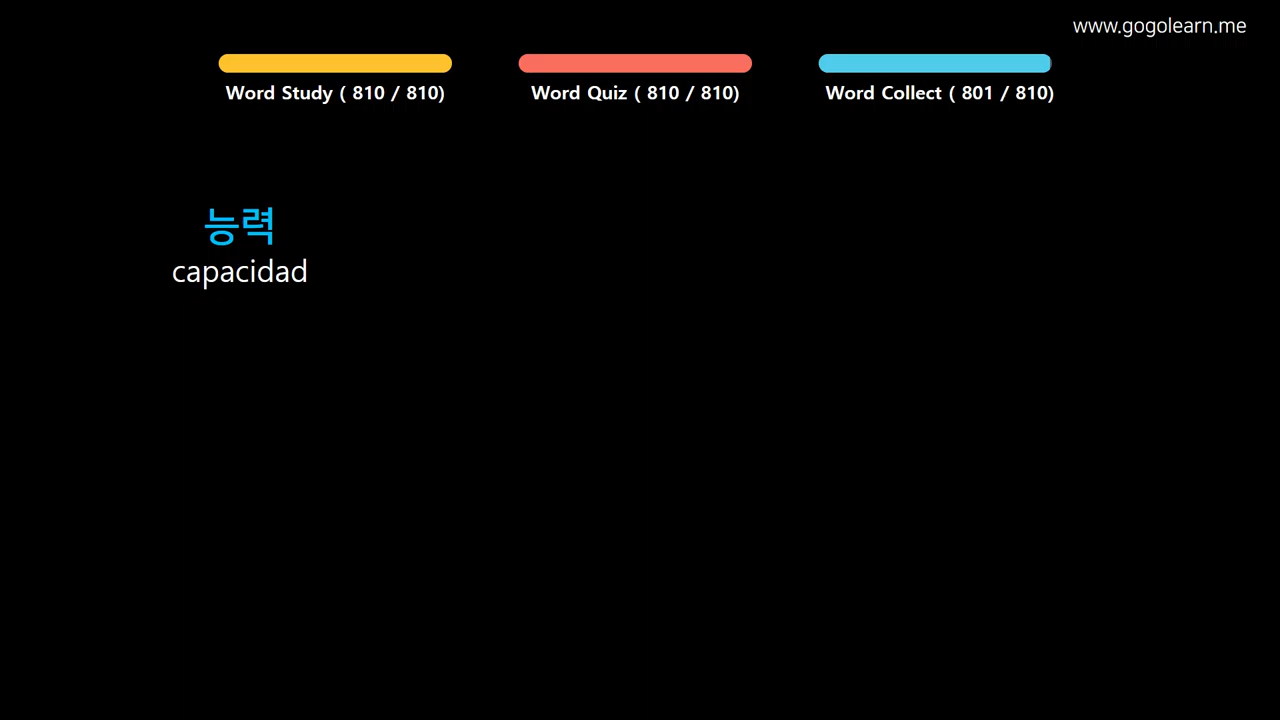 www.gogolearn.me
Word Study ( 810 / 810)
Word Quiz ( 810 / 810)
Word Collect ( 801 / 810)
능력
capacidad